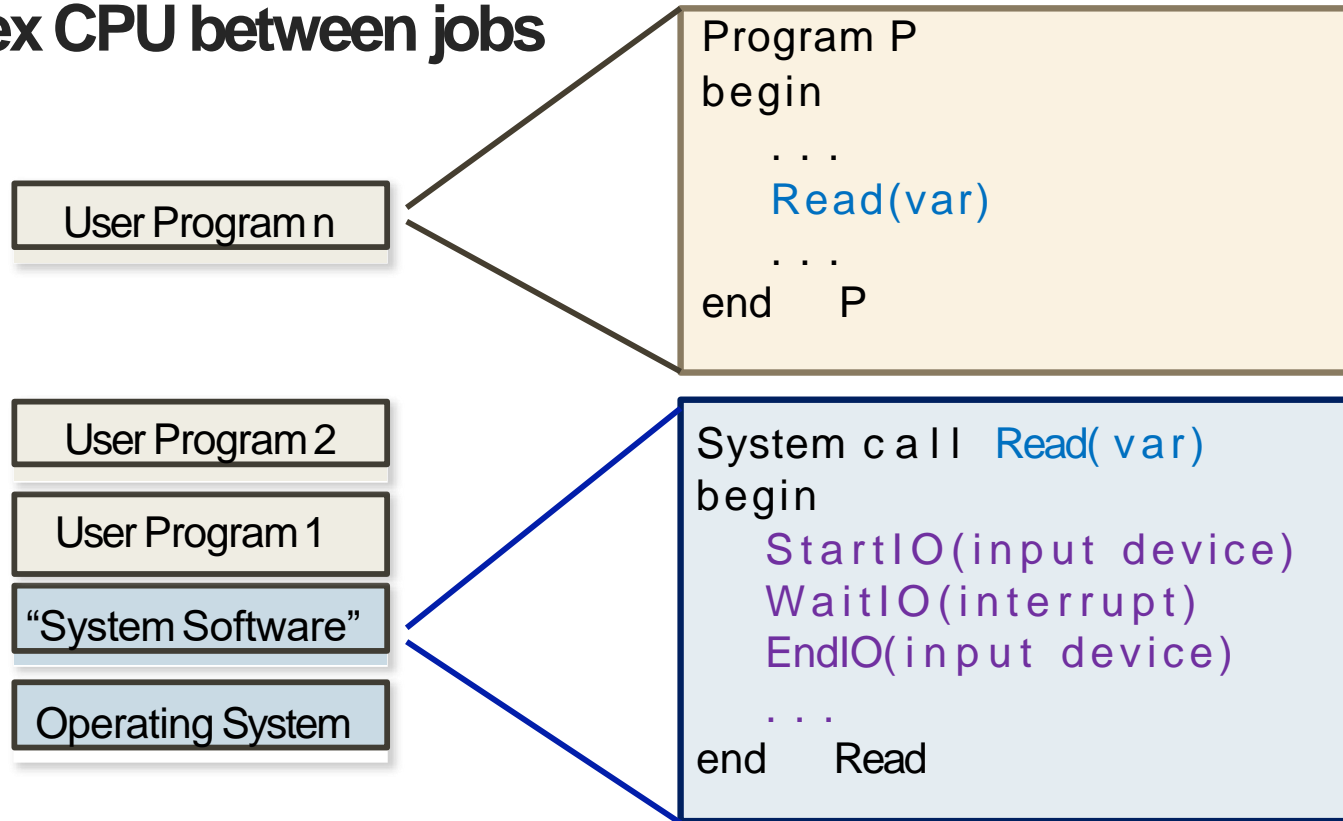 ex CPU between jobs
User Program n
User Program 2
User Program 1
“System Software”
Operating System
Program P
begin
. . .
Read(var)
. . .
end P
System call Read(var)
begin
StartIO(input device)
WaitIO(interrupt)
EndIO(input device)
. . .
end Read